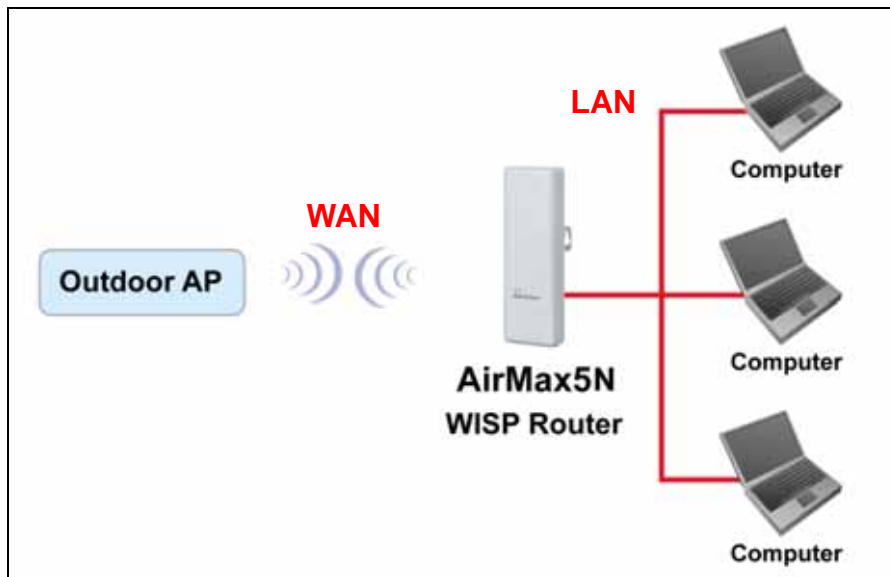 LAN
Computer
WAN
Outdoor AP
Computer
AirMax5N
WISP Router
Computer